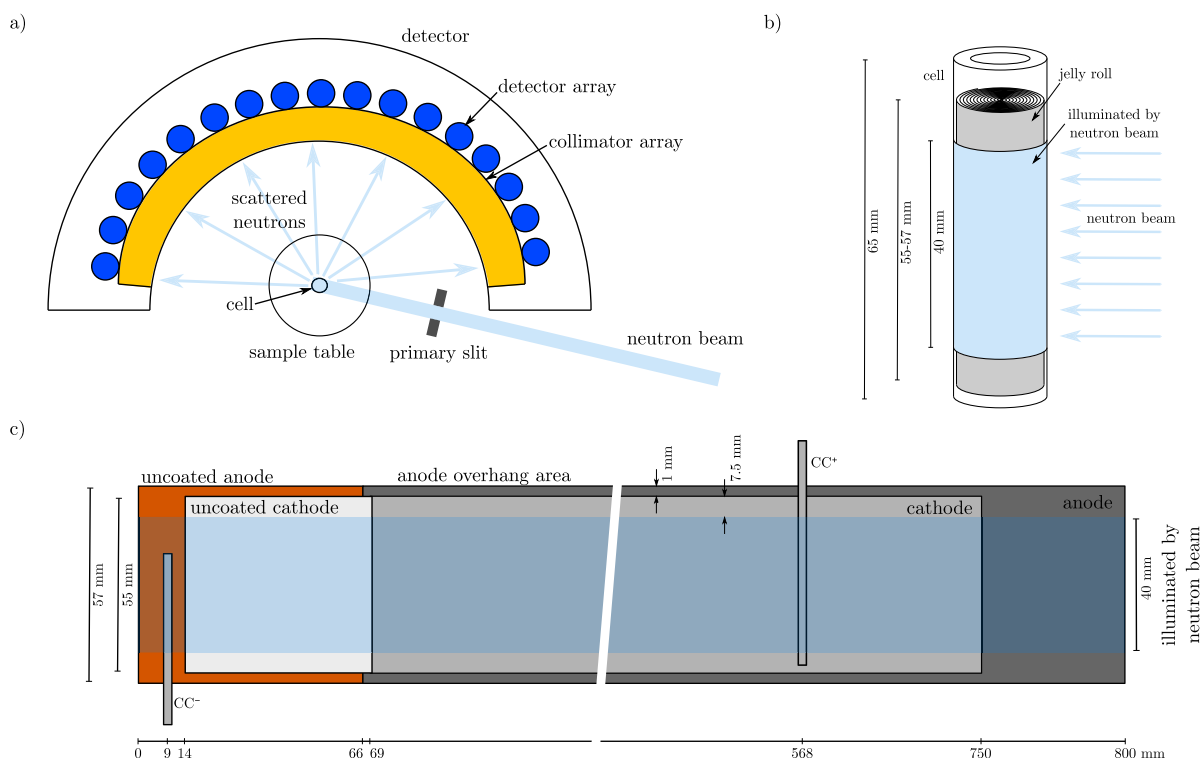 a)
detector
detector array
collimator array
scattered
neutrons
cell
sample table
primary slit
neutron beam
b)
cell
jelly roll
illuminated by
neutron beam
neutron beam
65 mm
55-57 mm
40 mm
c)
uncoated anode
anode overhang area
1 mm
7.5 mm
CC⁺
uncoated cathode
cathode
anode
57 mm
55 mm
40 mm
illuminated by
neutron beam
CC⁻
0 9 14 66 69 568 750 800 mm